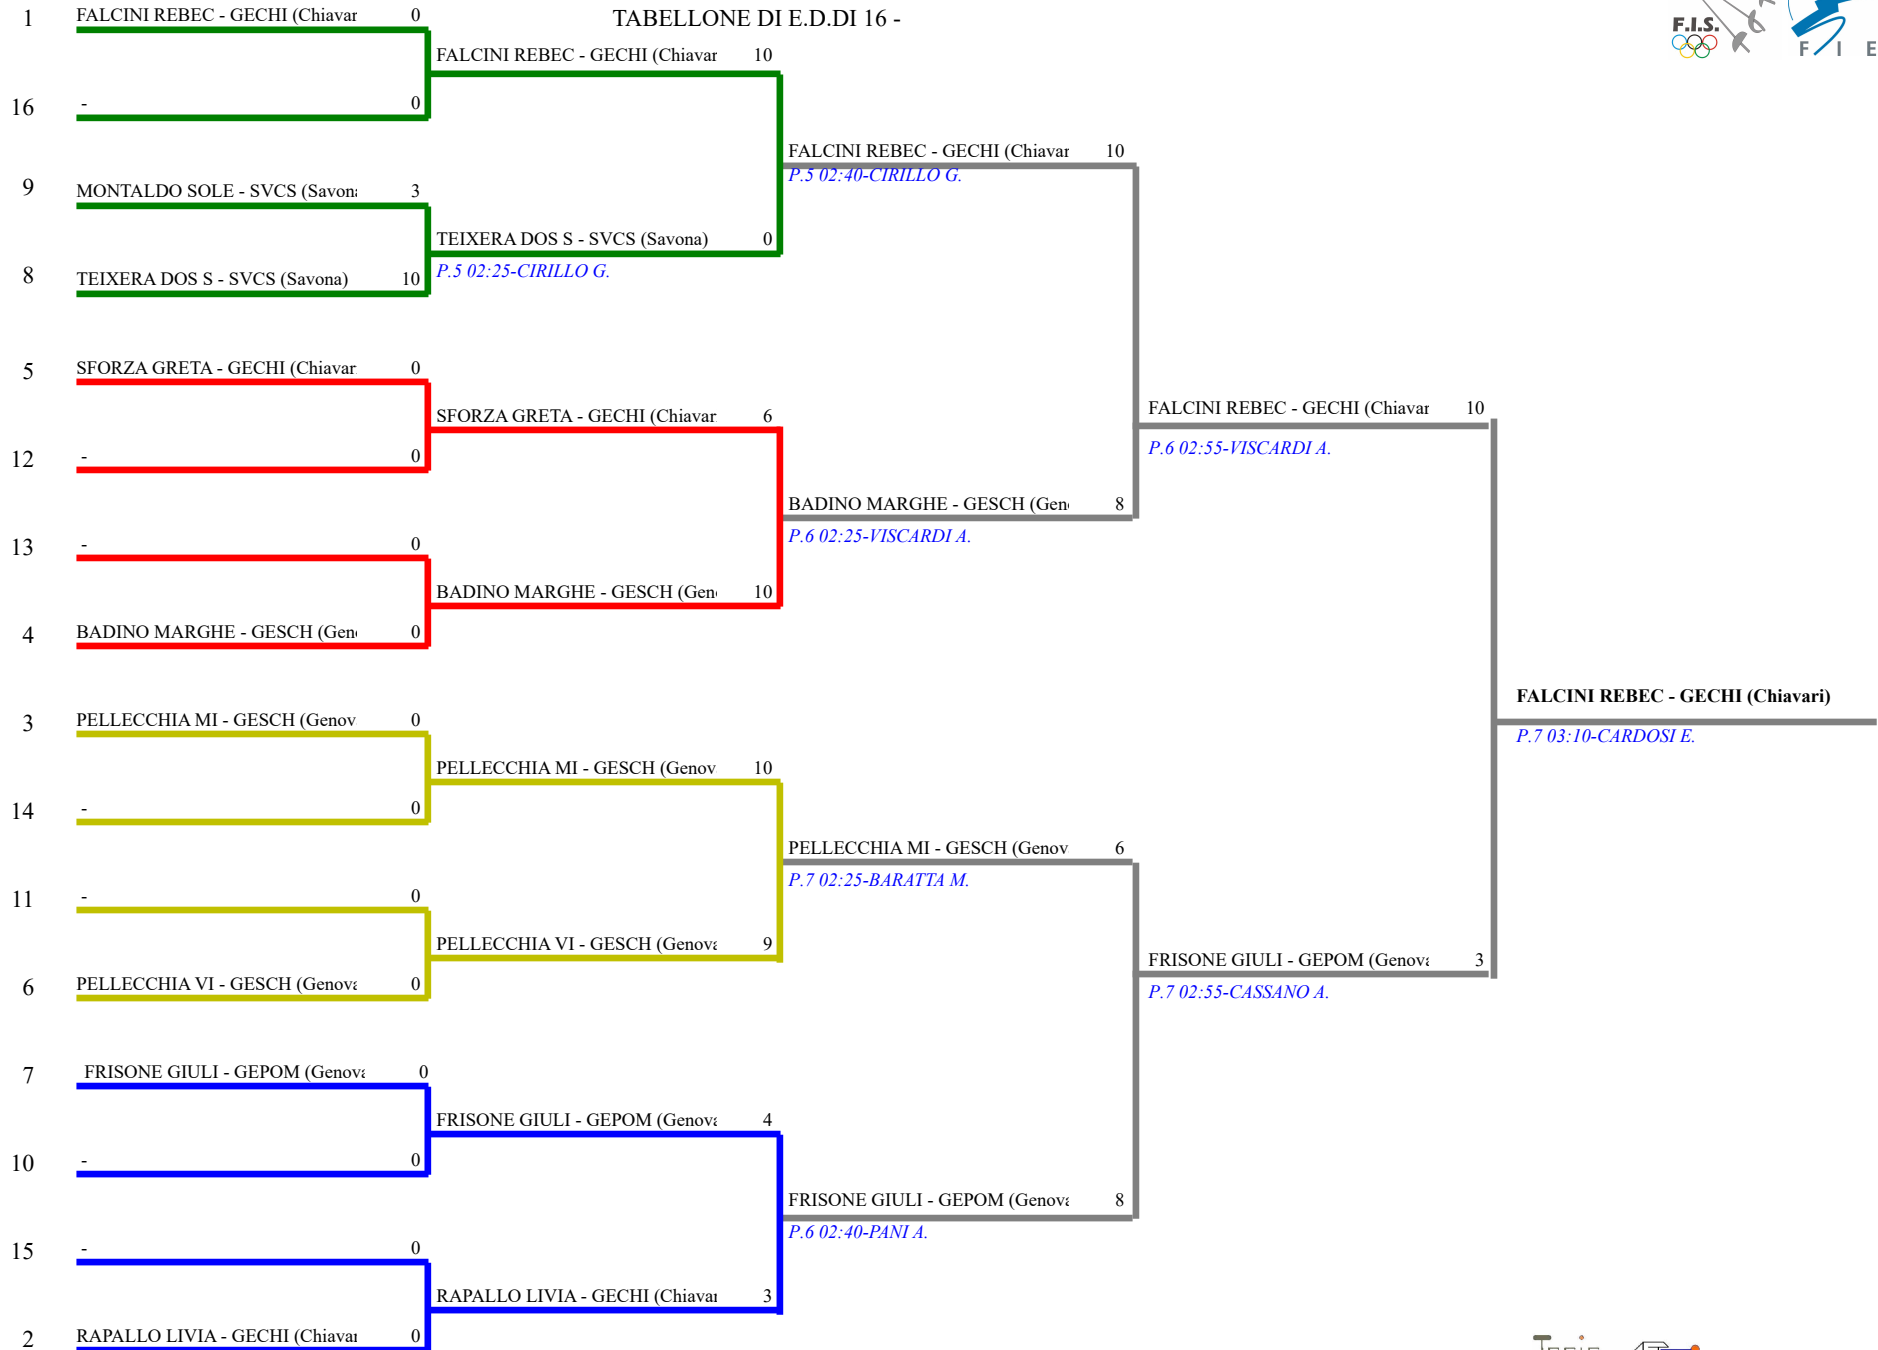 TABELLONE DI E.D.DI 16 -
F.I.S.
F I E
1 FALCINI REBEC - GECHI (Chiavar 0
FALCINI REBEC - GECHI (Chiavar 10
16 - 0
FALCINI REBEC - GECHI (Chiavar 10
P.5 02:40-CIRILLO G.
9 MONTALDO SOLE - SVCS (Savona 3
TEIXERA DOS S - SVCS (Savona) 0
P.5 02:25-CIRILLO G.
8 TEIXERA DOS S - SVCS (Savona) 10
5 SFORZA GRETA - GECHI (Chiavar 0
SFORZA GRETA - GECHI (Chiavar 6
FALCINI REBEC - GECHI (Chiavar 10
P.6 02:55-VISCARDI A.
12 - 0
BADINO MARGHE - GESCH (Gen 8
P.6 02:25-VISCARDI A.
13 - 0
BADINO MARGHE - GESCH (Gen 10
4 BADINO MARGHE - GESCH (Gen 0
FALCINI REBEC - GECHI (Chiavari)
P.7 03:10-CARDOSI E.
3 PELLECCHIA MI - GESCH (Genov 0
PELLECCHIA MI - GESCH (Genov 10
14 - 0
PELLECCHIA MI - GESCH (Genov 6
P.7 02:25-BARATTA M.
11 - 0
PELLECCHIA VI - GESCH (Genova 9
6 PELLECCHIA VI - GESCH (Genova 0
FRISONE GIULI - GEPOM (Genova 3
P.7 02:55-CASSANO A.
7 FRISONE GIULI - GEPOM (Genova 0
FRISONE GIULI - GEPOM (Genova 4
10 - 0
FRISONE GIULI - GEPOM (Genova 8
P.6 02:40-PANI A.
15 - 0
RAPALLO LIVIA - GECHI (Chiavar 3
2 RAPALLO LIVIA - GECHI (Chiavar 0